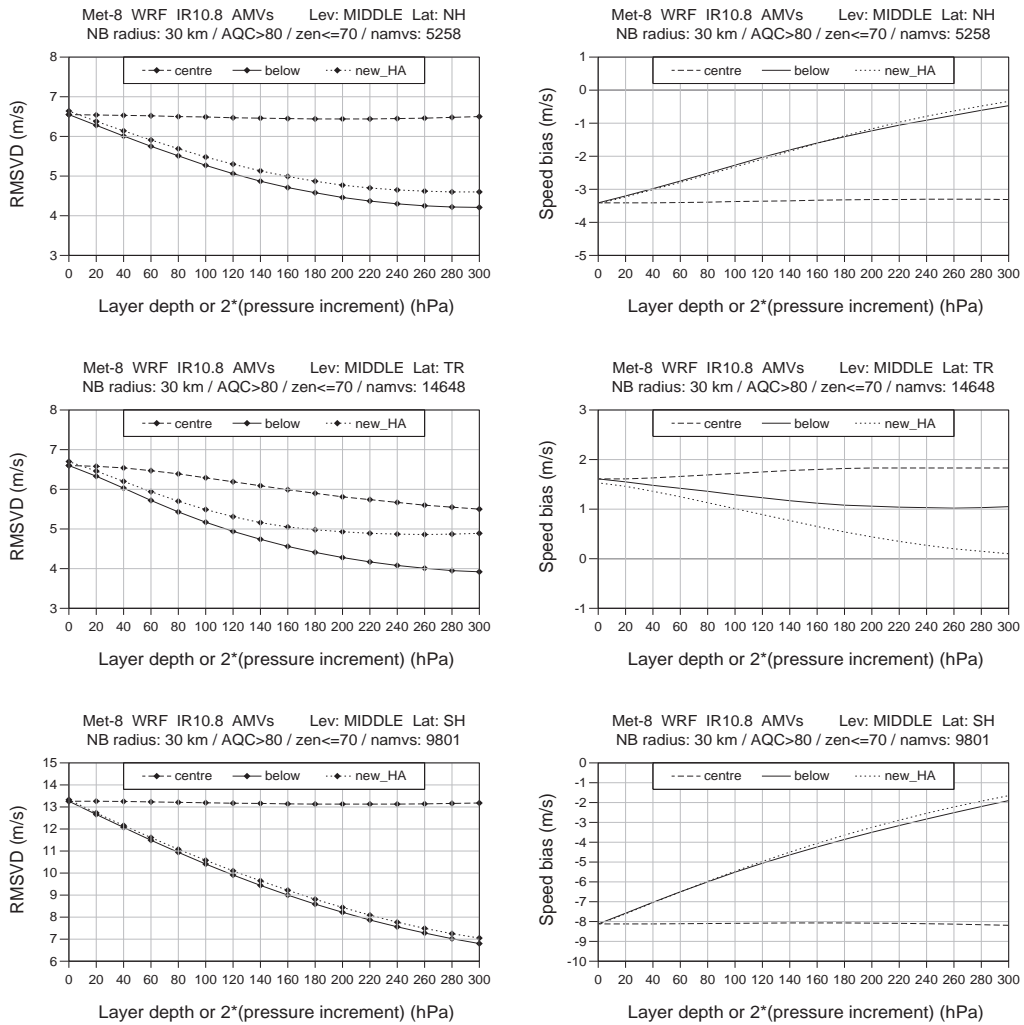 Met-8 WRF IR10.8 AMVs Lev: MIDDLE Lat: NH
NB radius: 30 km / AQC>80 / zen<=70 / namvs: 5258
centre below new_HA
RMSVD (m/s)
8
7
6
5
4
3
0 20 40 60 80 100 120 140 160 180 200 220 240 260 280 300
Layer depth or 2*(pressure increment) (hPa)
Met-8 WRF IR10.8 AMVs Lev: MIDDLE Lat: NH
NB radius: 30 km / AQC>80 / zen<=70 / namvs: 5258
centre below new_HA
Speed bias (m/s)
1
0
-1
-2
-3
-4
-5
0 20 40 60 80 100 120 140 160 180 200 220 240 260 280 300
Layer depth or 2*(pressure increment) (hPa)
Met-8 WRF IR10.8 AMVs Lev: MIDDLE Lat: TR
NB radius: 30 km / AQC>80 / zen<=70 / namvs: 14648
centre below new_HA
RMSVD (m/s)
8
7
6
5
4
3
0 20 40 60 80 100 120 140 160 180 200 220 240 260 280 300
Layer depth or 2*(pressure increment) (hPa)
Met-8 WRF IR10.8 AMVs Lev: MIDDLE Lat: TR
NB radius: 30 km / AQC>80 / zen<=70 / namvs: 14648
centre below new_HA
Speed bias (m/s)
3
2
1
0
-1
0 20 40 60 80 100 120 140 160 180 200 220 240 260 280 300
Layer depth or 2*(pressure increment) (hPa)
Met-8 WRF IR10.8 AMVs Lev: MIDDLE Lat: SH
NB radius: 30 km / AQC>80 / zen<=70 / namvs: 9801
centre below new_HA
RMSVD (m/s)
15
14
13
12
11
10
9
8
7
6
0 20 40 60 80 100 120 140 160 180 200 220 240 260 280 300
Layer depth or 2*(pressure increment) (hPa)
Met-8 WRF IR10.8 AMVs Lev: MIDDLE Lat: SH
NB radius: 30 km / AQC>80 / zen<=70 / namvs: 9801
centre below new_HA
Speed bias (m/s)
0
-1
-2
-3
-4
-5
-6
-7
-8
-9
-10
0 20 40 60 80 100 120 140 160 180 200 220 240 260 280 300
Layer depth or 2*(pressure increment) (hPa)